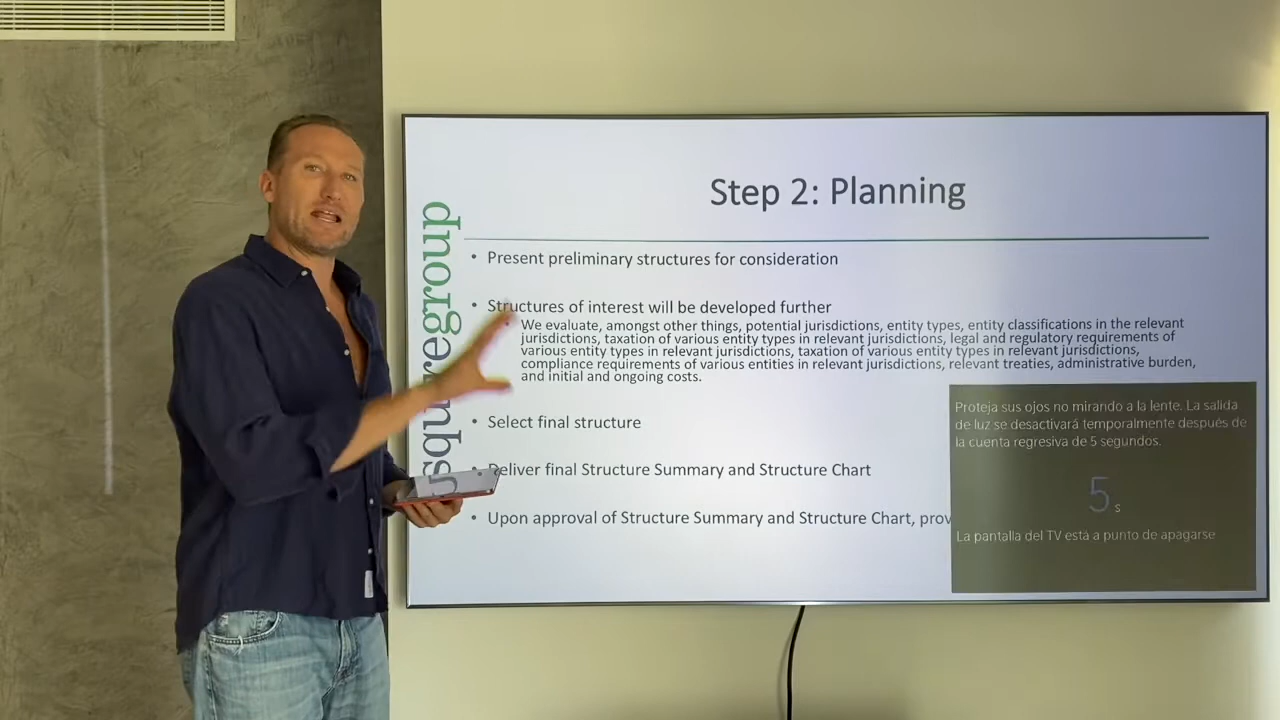 Step 2: Planning
• Present preliminary structures for consideration
• Structures of interest will be developed further
We evaluate, amongst other things, potential jurisdictions, entity types, entity classifications in the relevant
jurisdictions, taxation of various entity types in relevant jurisdictions, legal and regulatory requirements of
various entity types in relevant jurisdictions, taxation of various entity types in relevant jurisdictions,
compliance requirements of various entities in relevant jurisdictions, relevant treaties, administrative burden,
and initial and ongoing costs.
• Select final structure
Deliver final Structure Summary and Structure Chart
• Upon approval of Structure Summary and Structure Chart, prov
Proteja sus ojos no mirando a la lente. La salida
de luz se desactivará temporalmente después de
la cuenta regresiva de 5 segundos.
5 s
La pantalla del TV está a punto de apagarse